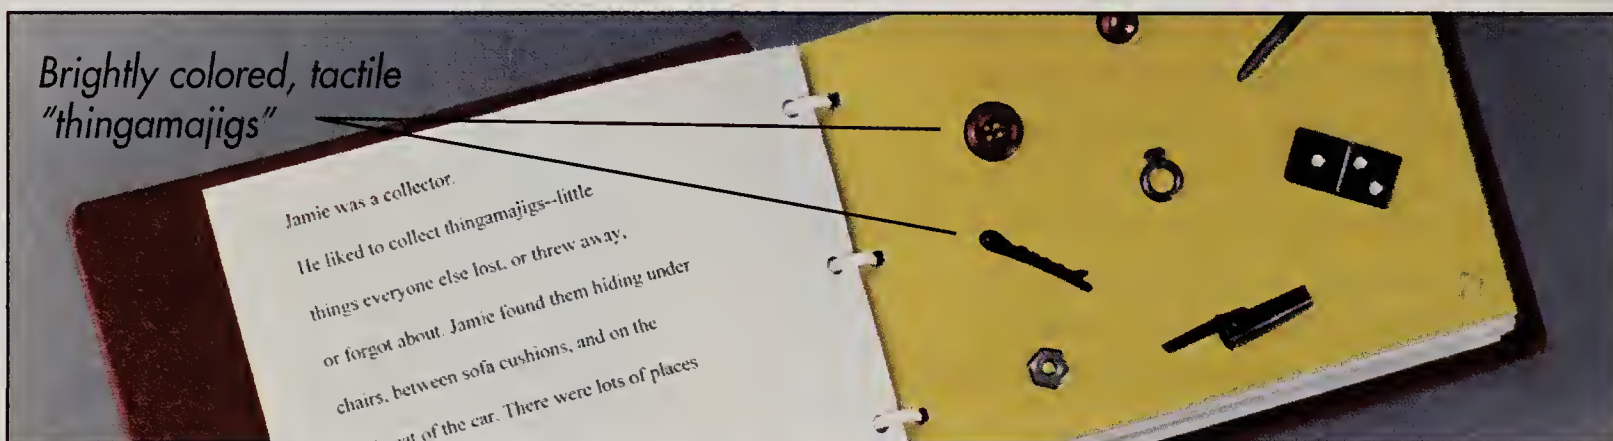 Brightly colored, tactile
"thingamajigs"
Jamie was a collector.
He liked to collect thingamajigs--little
things everyone else lost, or threw away,
or forgot about. Jamie found them hiding under
chairs, between sofa cushions, and on the
of the car. There were lots of places